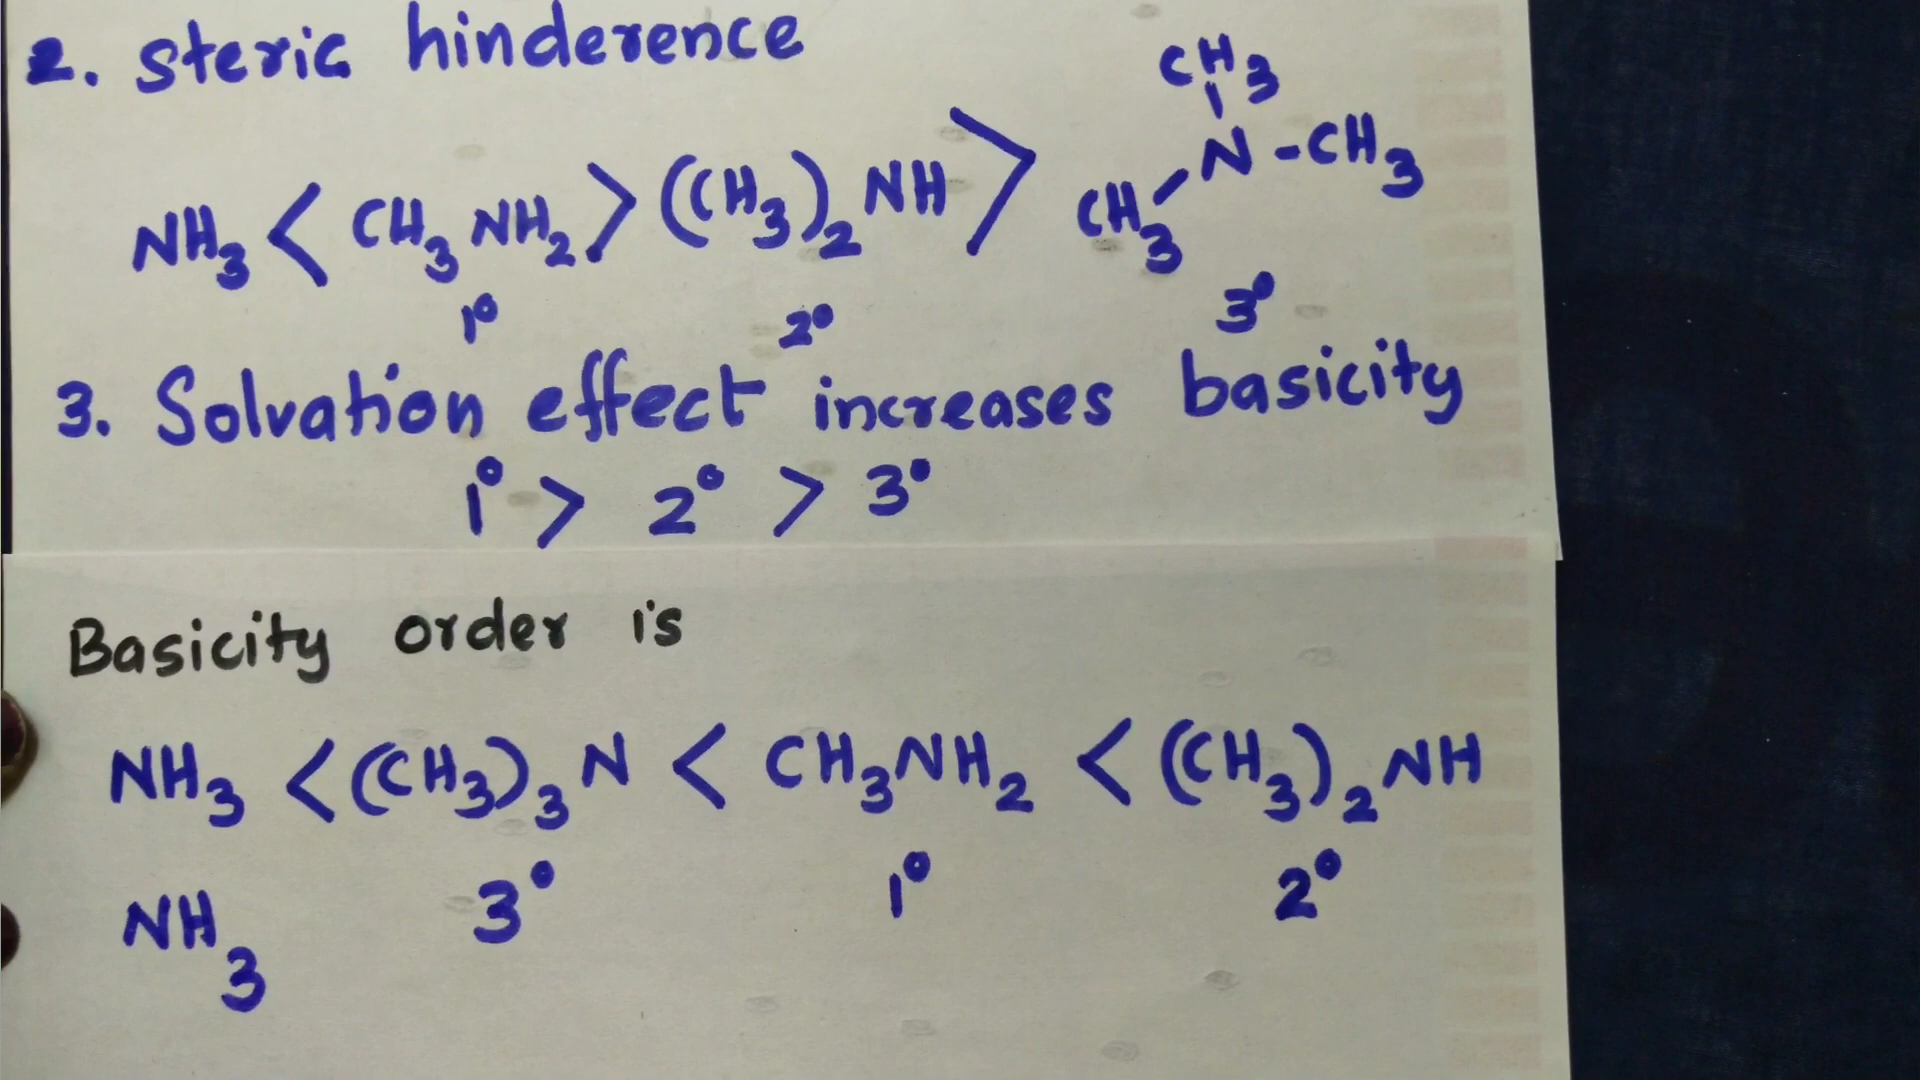 2. Steric hinderence
CH₃
|
NH₃ < CH₃NH₂ > (CH₃)₂NH > CH₃-N-CH₃
1° 2° 3°
3. Solvation effect increases basicity
1° > 2° > 3°
Basicity order is
NH₃ < (CH₃)₃N < CH₃NH₂ < (CH₃)₂NH
NH₃ 3° 1° 2°